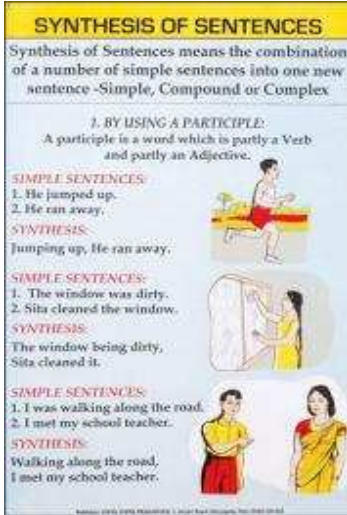 SYNTHESIS OF SENTENCES
Synthesis of Sentences means the combination
of a number of simple sentences into one new
sentence -Simple, Compound or Complex
1. BY USING A PARTICIPLE:
A participle is a word which is partly a Verb
and partly an Adjective.
SIMPLE SENTENCES:
1. He jumped up.
2. He ran away.
SYNTHESIS:
Jumping up, He ran away.
SIMPLE SENTENCES:
1. The window was dirty.
2. Sita cleaned the window.
SYNTHESIS:
The window being dirty,
Sita cleaned it.
SIMPLE SENTENCES:
1. I was walking along the road.
2. I met my school teacher.
SYNTHESIS:
Walking along the road,
I met my school teacher.